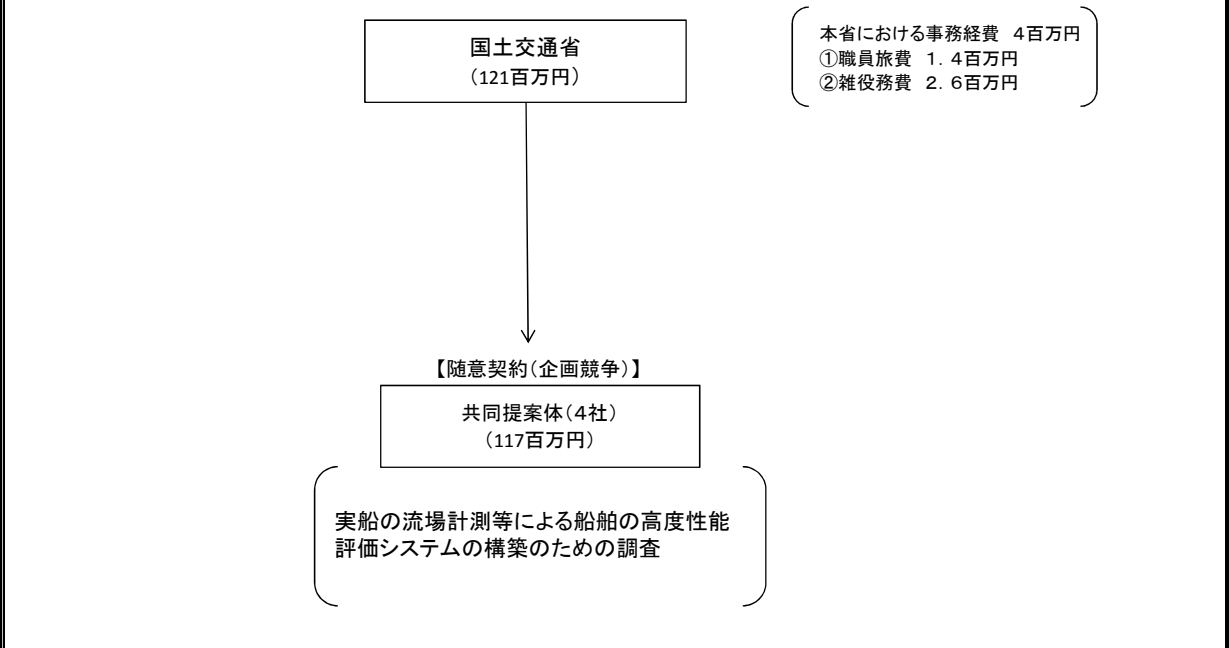 国土交通省
(121百万円)
本省における事務経費　４百万円
①職員旅費　１．４百万円
②雑役務費　２．６百万円
【随意契約(企画競争)】
共同提案体(４社)
(117百万円)
実船の流場計測等による船舶の高度性能
評価システムの構築のための調査